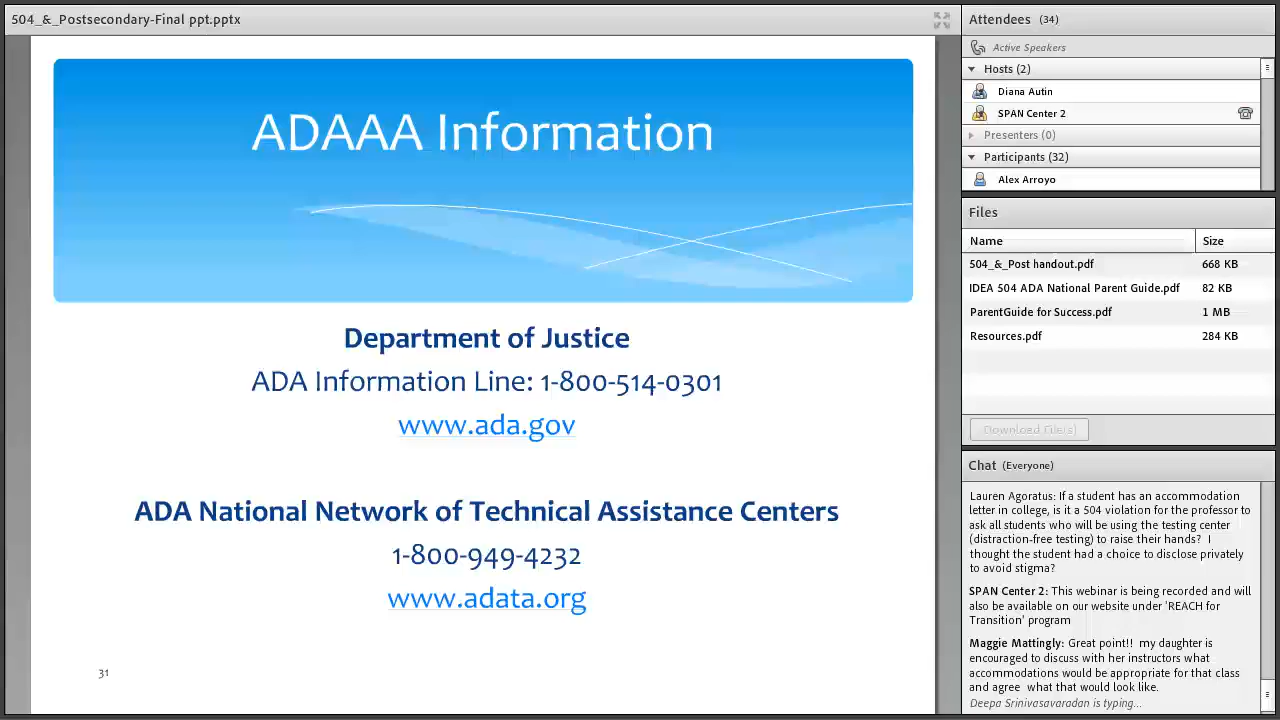 504_&_Postsecondary-Final ppt.pptx
ADAAA Information
Department of Justice
ADA Information Line: 1-800-514-0301
www.ada.gov
ADA National Network of Technical Assistance Centers
1-800-949-4232
www.adata.org
31
Attendees (34)
Active Speakers
Hosts (2)
Diana Autin
SPAN Center 2
Presenters (0)
Participants (32)
Alex Arroyo
Files
Name Size
504_&_Post handout.pdf 668 KB
IDEA 504 ADA National Parent Guide.pdf 82 KB
ParentGuide for Success.pdf 1 MB
Resources.pdf 284 KB
Download File(s)
Chat (Everyone)
Lauren Agoratus: If a student has an accommodation
letter in college, is it a 504 violation for the professor to
ask all students who will be using the testing center
(distraction-free testing) to raise their hands? I
thought the student had a choice to disclose privately
to avoid stigma?
SPAN Center 2: This webinar is being recorded and will
also be available on our website under 'REACH for
Transition' program
Maggie Mattingly: Great point!! my daughter is
encouraged to discuss with her instructors what
accommodations would be appropriate for that class
and agree what that would look like.
Deepa Srinivasavaradan is typing...